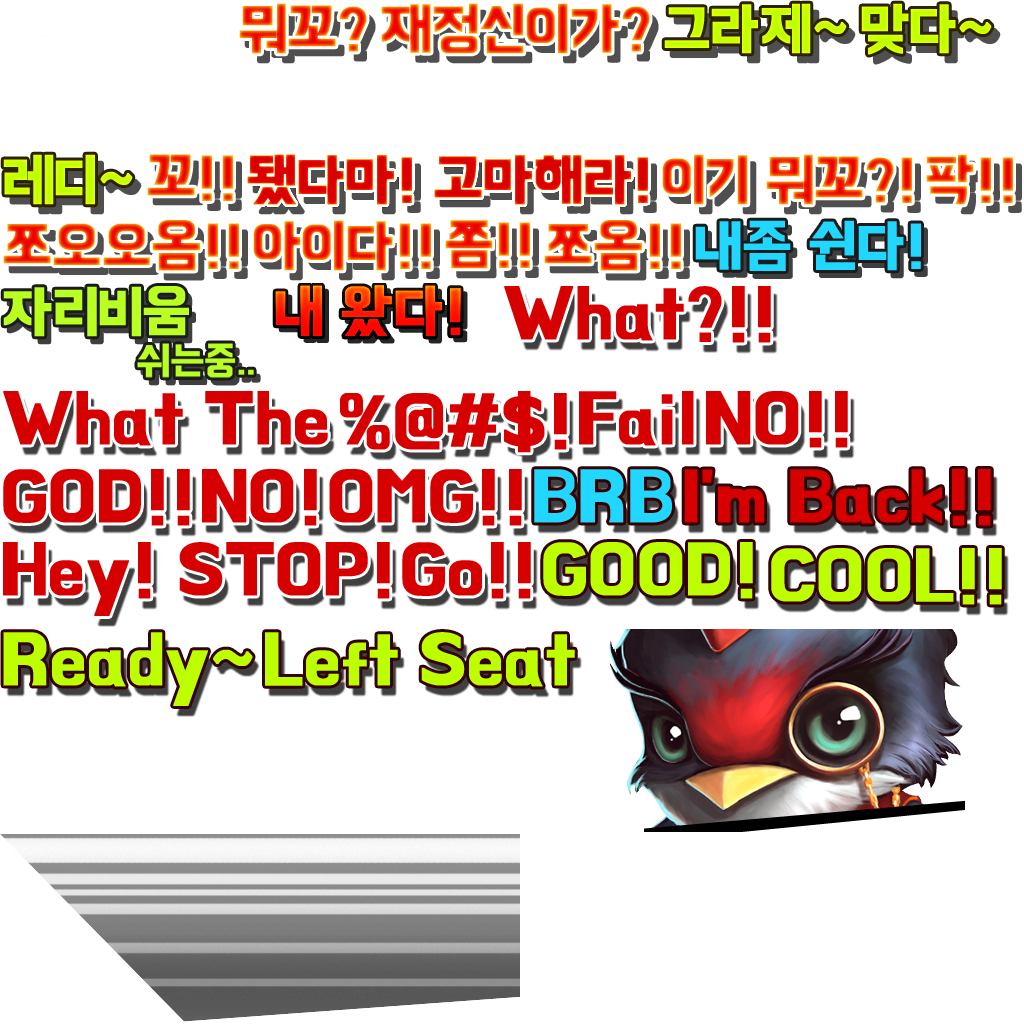 뭐꼬? 재정신이가? 그라제~ 맞다~
레디~ 꼬!! 됐다마! 고마해라! 이기 뭐꼬?! 팍!!
쪼오오옴!! 아이다!! 쫌!! 쪼옴!! 내좀 쉰다!
자리비움 내 왔다! What?!!
쉬는중..
What The %@#$! Fail NO!!
GOD!! NO! OMG!! BRB I'm Back!!
Hey! STOP! Go!! GOOD! COOL!!
Ready~ Left Seat